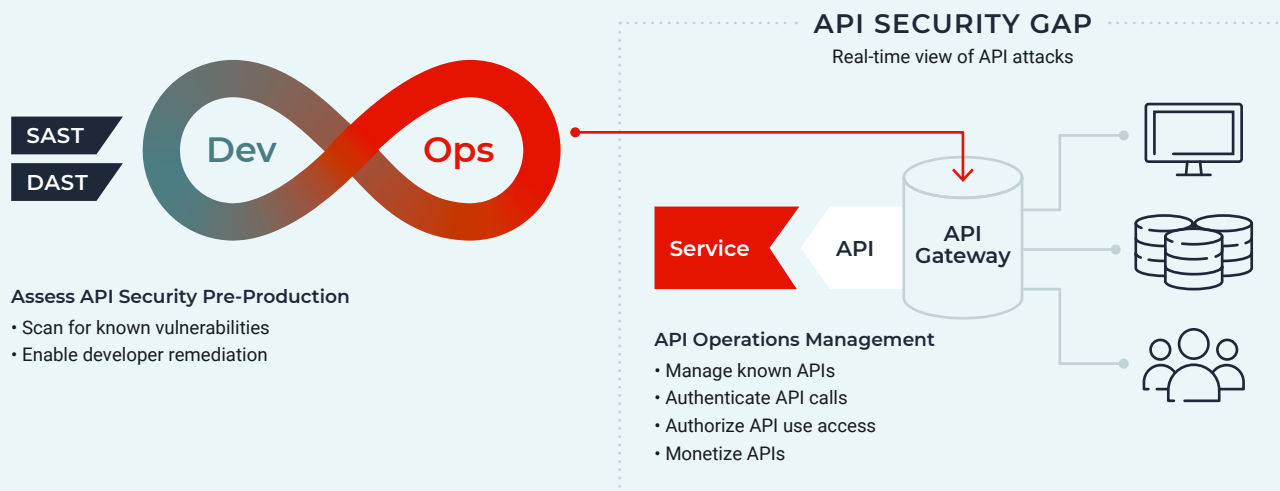 API SECURITY GAP
Real-time view of API attacks
SAST
DAST
Dev
Ops
Service
API
API
Gateway
Assess API Security Pre-Production
• Scan for known vulnerabilities
• Enable developer remediation
API Operations Management
• Manage known APIs
• Authenticate API calls
• Authorize API use access
• Monetize APIs